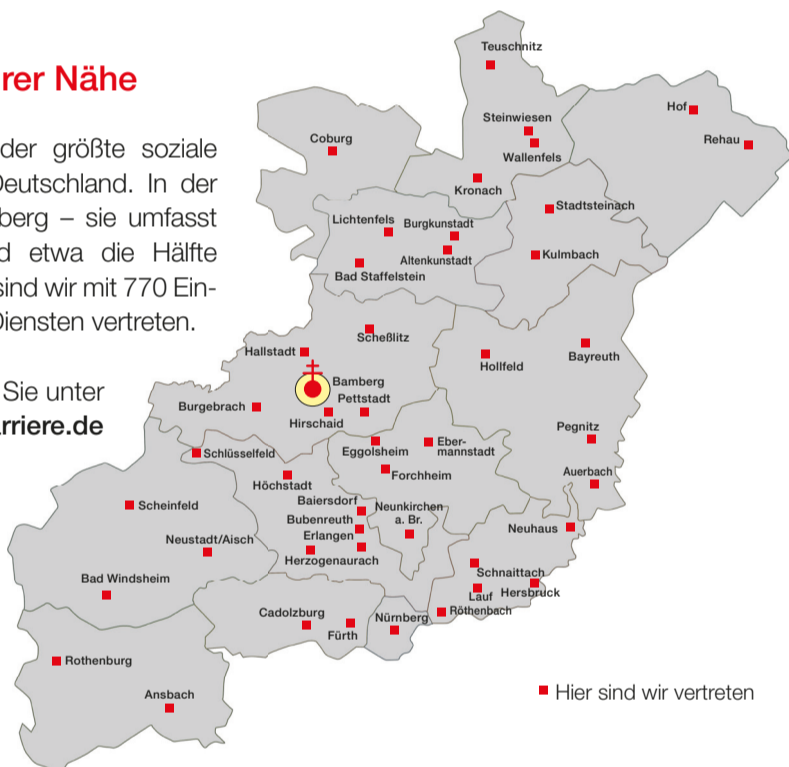 rer Nähe
der größte soziale
Deutschland. In der
berg – sie umfasst
d etwa die Hälfte
sind wir mit 770 Ein-
Diensten vertreten.
Sie unter
rriere.de
Teuschnitz
Hof
Steinwiesen
Rehau
Coburg
Wallenfels
Kronach
Stadtsteinach
Lichtenfels
Burgkunstadt
Altenkunstadt
Kulmbach
Bad Staffelstein
Scheßlitz
Hallstadt
Hollfeld
Bayreuth
Bamberg
Pettstadt
Burgebrach
Hirschaid
Pegnitz
Eggolsheim
Eber-
mannstadt
Schlüsselfeld
Forchheim
Auerbach
Höchstadt
Baiersdorf
Neunkirchen
a. Br.
Scheinfeld
Bubenreuth
Neuhaus
Erlangen
Neustadt/Aisch
Herzogenaurach
Schnaittach
Bad Windsheim
Lauf
Hersbruck
Röthenbach
Cadolzburg
Fürth
Nürnberg
Rothenburg
Ansbach
Hier sind wir vertreten